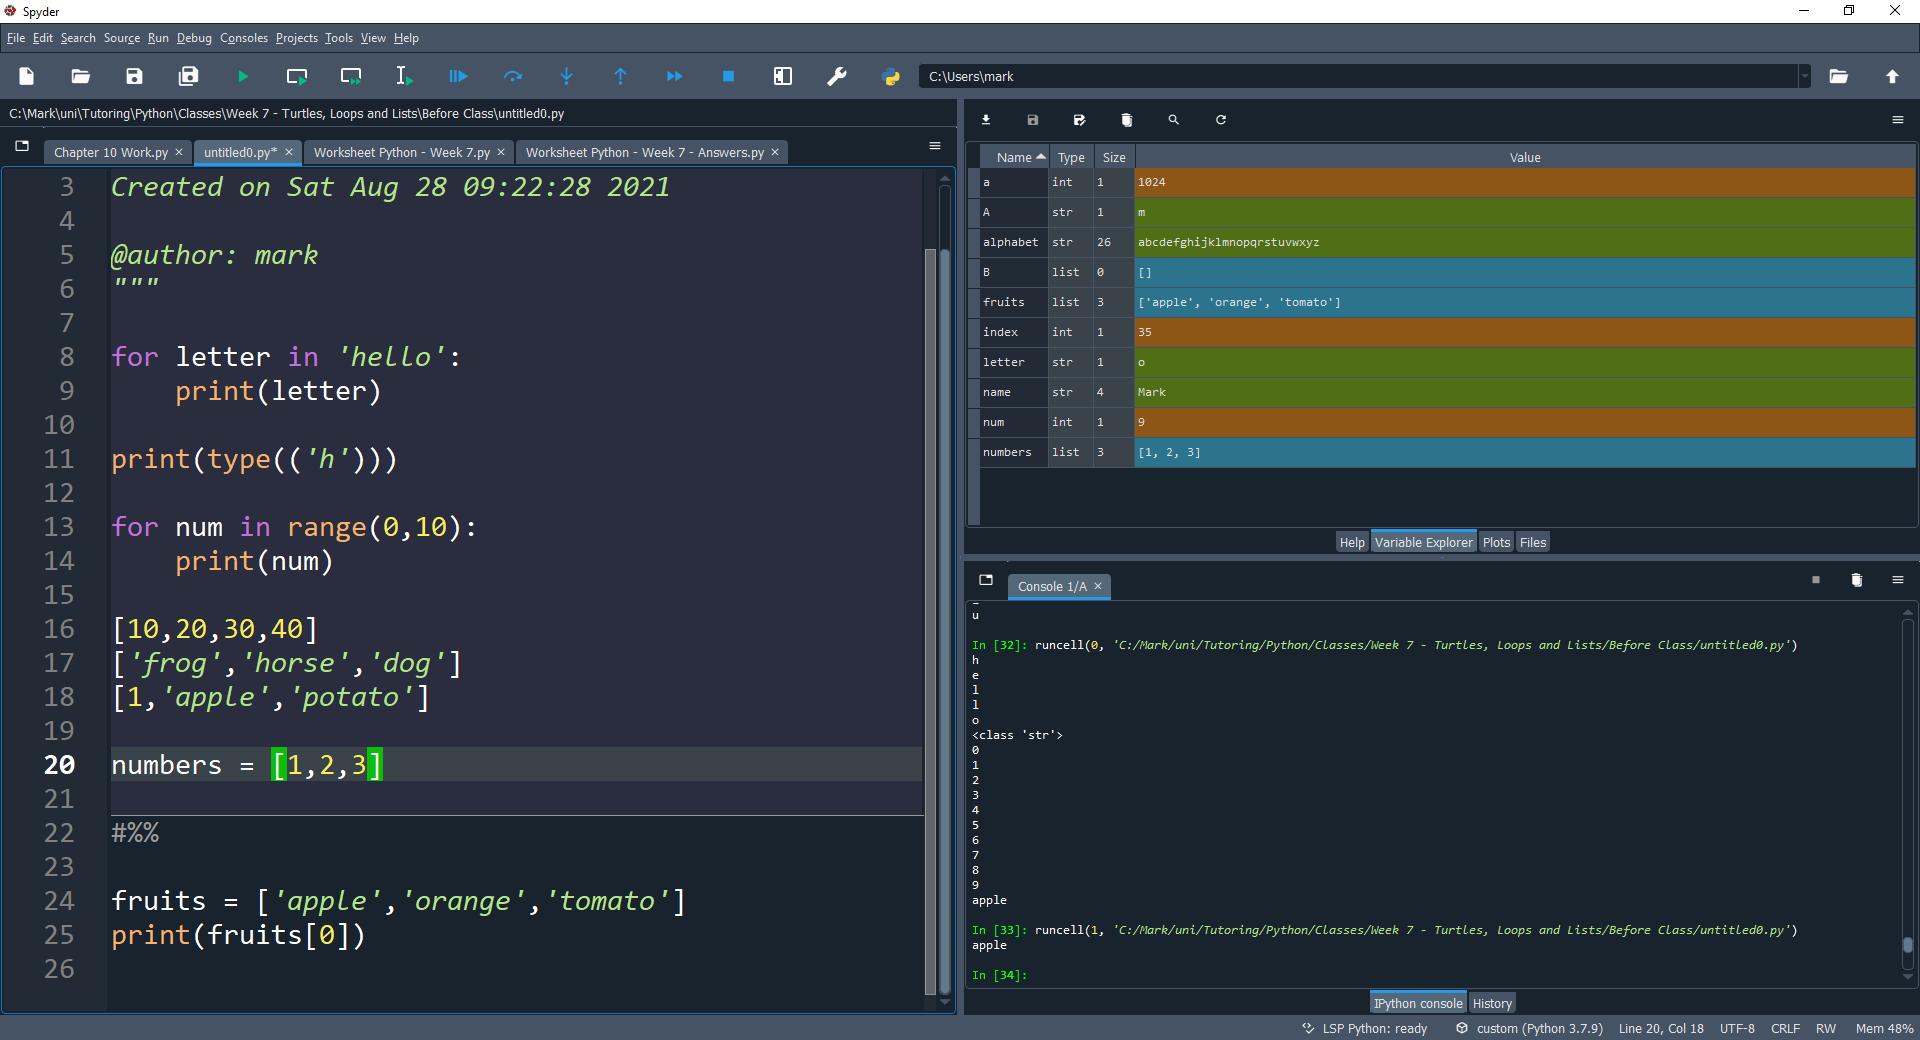 Spyder
File Edit Search Source Run Debug Consoles Projects Tools View Help
C:\Users\mark
C:\Mark\uni\Tutoring\Python\Classes\Week 7 - Turtles, Loops and Lists\Before Class\untitled0.py
Chapter 10 Work.py
untitled0.py*
Worksheet Python - Week 7.py
Worksheet Python - Week 7 - Answers.py
3 Created on Sat Aug 28 09:22:28 2021
4
5 @author: mark
6 """
7
8 for letter in 'hello':
9     print(letter)
10
11 print(type(('h')))
12
13 for num in range(0,10):
14     print(num)
15
16 [10,20,30,40]
17 ['frog','horse','dog']
18 [1,'apple','potato']
19
20 numbers = [1,2,3]
21
22 #%%
23
24 fruits = ['apple','orange','tomato']
25 print(fruits[0])
26
Name Type Size Value
a int 1 1024
A str 1 m
alphabet str 26 abcdefghijklmnopqrstuvwxyz
B list 0 []
fruits list 3 ['apple', 'orange', 'tomato']
index int 1 35
letter str 1 o
name str 4 Mark
num int 1 9
numbers list 3 [1, 2, 3]
Help Variable Explorer Plots Files
Console 1/A
u
In [32]: runcell(0, 'C:/Mark/uni/Tutoring/Python/Classes/Week 7 - Turtles, Loops and Lists/Before Class/untitled0.py')
h
e
l
l
o
<class 'str'>
0
1
2
3
4
5
6
7
8
9
apple
In [33]: runcell(1, 'C:/Mark/uni/Tutoring/Python/Classes/Week 7 - Turtles, Loops and Lists/Before Class/untitled0.py')
apple
In [34]:
IPython console History
LSP Python: ready custom (Python 3.7.9) Line 20, Col 18 UTF-8 CRLF RW Mem 48%